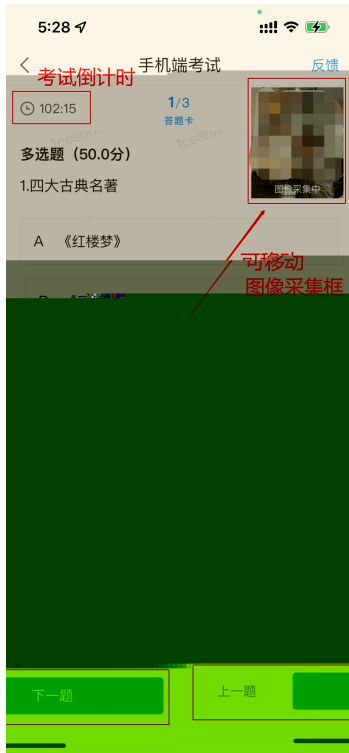 5:28
手机端考试
反馈
考试倒计时
102:15
1/3
答题卡
图像采集中
多选题（50.0分）
1.四大古典名著
A 《红楼梦》
可移动
图像采集框
下一题
上一题